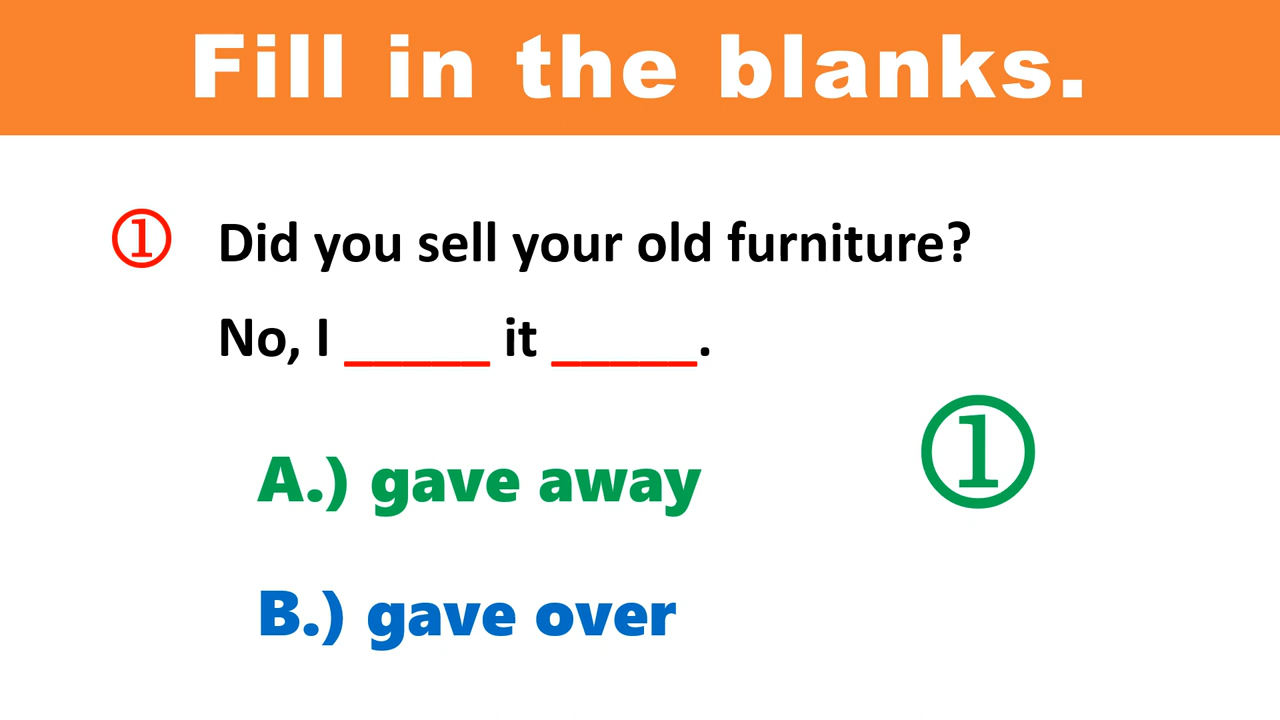 Fill in the blanks.
① Did you sell your old furniture?
No, I _____ it _____.
A.) gave away
①
B.) gave over